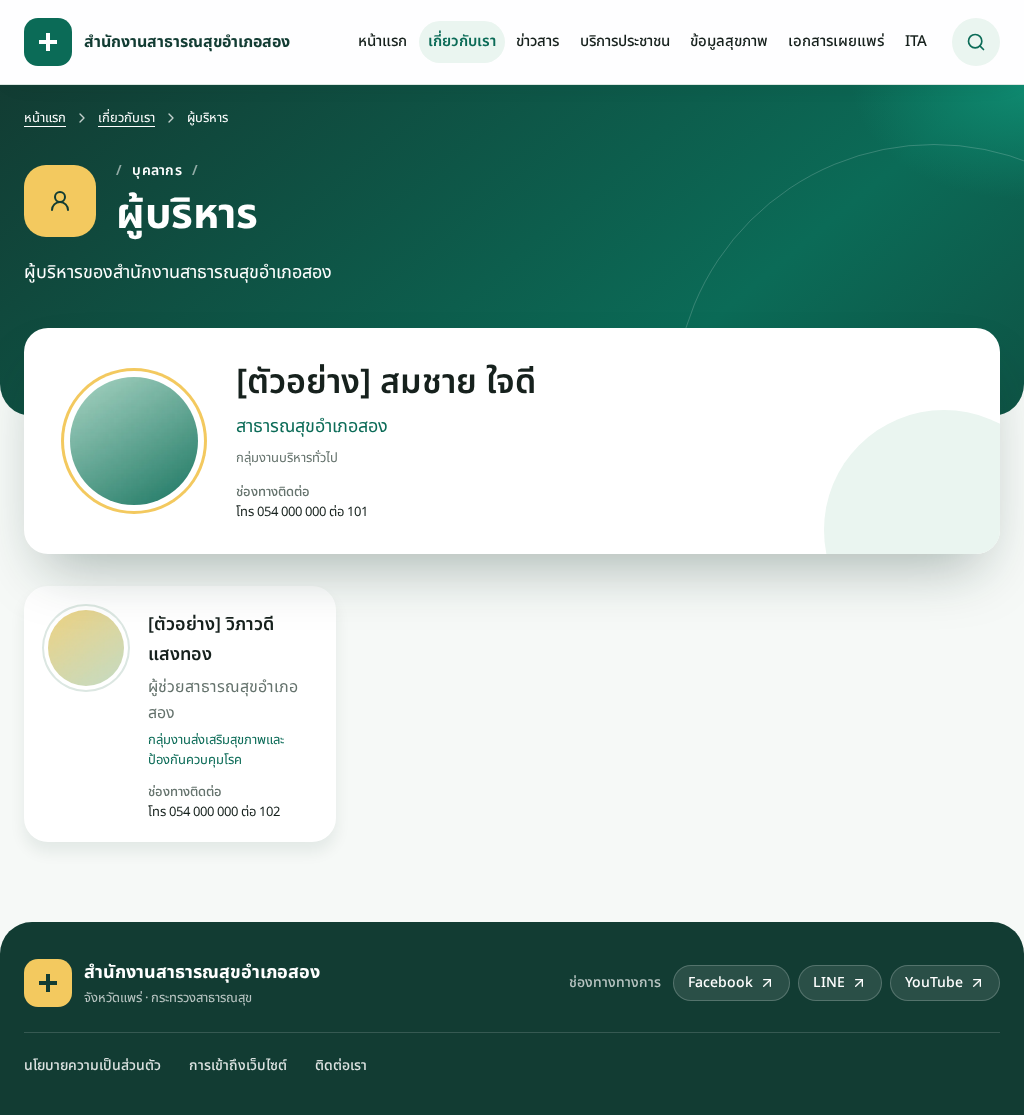 สำนักงานสาธารณสุขอำเภอสอง
หน้าแรก เกี่ยวกับเรา ข่าวสาร บริการประชาชน ข้อมูลสุขภาพ เอกสารเผยแพร่ ITA
หน้าแรก > เกี่ยวกับเรา > ผู้บริหาร
/ บุคลากร /
ผู้บริหาร
ผู้บริหารของสำนักงานสาธารณสุขอำเภอสอง
[ตัวอย่าง] สมชาย ใจดี
สาธารณสุขอำเภอสอง
กลุ่มงานบริหารทั่วไป
ช่องทางติดต่อ
โทร 054 000 000 ต่อ 101
[ตัวอย่าง] วิภาวดี
แสงทอง
ผู้ช่วยสาธารณสุขอำเภอ
สอง
กลุ่มงานส่งเสริมสุขภาพและ
ป้องกันควบคุมโรค
ช่องทางติดต่อ
โทร 054 000 000 ต่อ 102
สำนักงานสาธารณสุขอำเภอสอง
จังหวัดแพร่ · กระทรวงสาธารณสุข
ช่องทางทางการ Facebook LINE YouTube
นโยบายความเป็นส่วนตัว การเข้าถึงเว็บไซต์ ติดต่อเรา